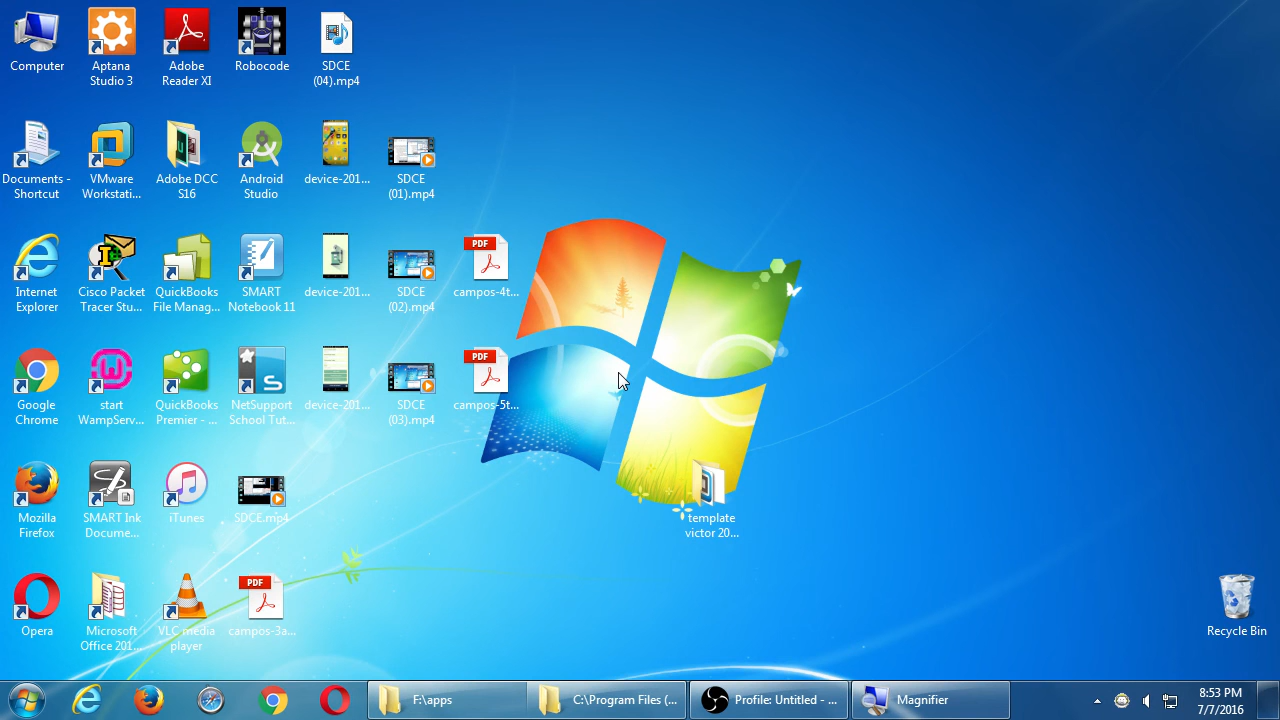 Computer
Aptana
Studio 3
Adobe
Reader XI
Robocode
SDCE
(04).mp4
Documents -
Shortcut
VMware
Workstati...
Adobe DCC
S16
Android
Studio
device-201...
SDCE
(01).mp4
Internet
Explorer
Cisco Packet
Tracer Stu...
QuickBooks
File Manag...
SMART
Notebook 11
device-201...
SDCE
(02).mp4
PDF
campos-4t...
Google
Chrome
start
WampServ...
QuickBooks
Premier - ...
NetSupport
School Tut...
device-201...
SDCE
(03).mp4
PDF
campos-5t...
Mozilla
Firefox
SMART Ink
Docume...
iTunes
SDCE.mp4
template
victor 20...
Opera
Microsoft
Office 201...
VLC media
player
PDF
campos-3a...
Recycle Bin
F:\apps
C:\Program Files (...
Profile: Untitled - ...
Magnifier
8:53 PM
7/7/2016